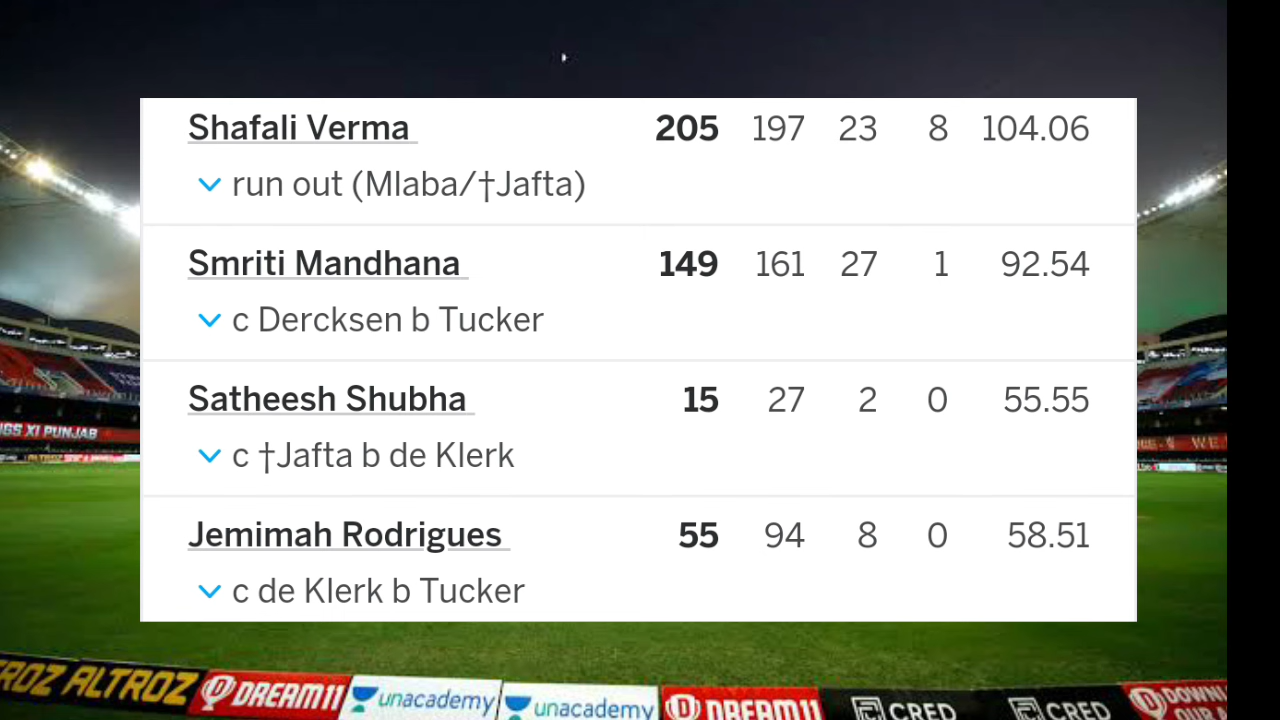 Shafali Verma 205 197 23 8 104.06
run out (Mlaba/†Jafta)
Smriti Mandhana 149 161 27 1 92.54
c Dercksen b Tucker
Satheesh Shubha 15 27 2 0 55.55
c †Jafta b de Klerk
Jemimah Rodrigues 55 94 8 0 58.51
c de Klerk b Tucker
XI PUNJAB
ROZ ALTROZ DREAM11 unacademy unacademy DREAM11 CRED CRED